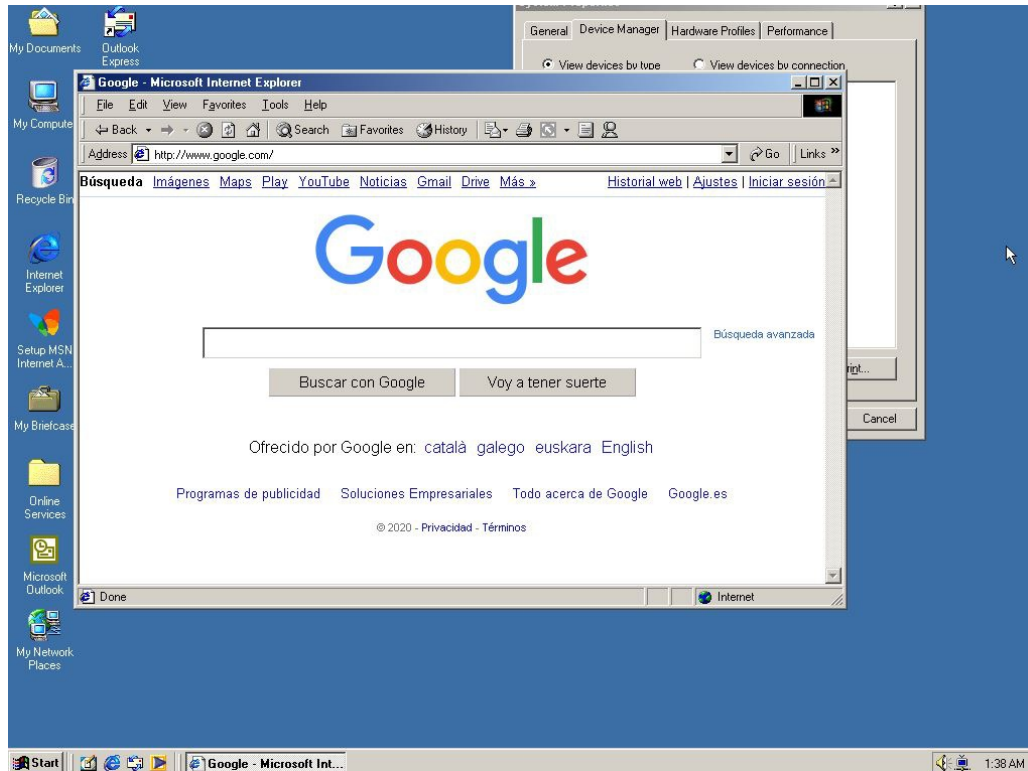 My Documents
Outlook
Express
My Compute
Recycle Bin
Internet
Explorer
Setup MSN
Internet A...
My Briefcase
Online
Services
Microsoft
Outlook
My Network
Places
General Device Manager Hardware Profiles Performance
View devices by type View devices by connection
Cancel
Google - Microsoft Internet Explorer
File Edit View Favorites Tools Help
Back Search Favorites History
Address http://www.google.com/ Go Links »
Búsqueda Imágenes Maps Play YouTube Noticias Gmail Drive Más » Historial web | Ajustes | Iniciar sesión
Google
Búsqueda avanzada
Buscar con Google Voy a tener suerte
Ofrecido por Google en: català galego euskara English
Programas de publicidad Soluciones Empresariales Todo acerca de Google Google.es
© 2020 - Privacidad - Términos
Done Internet
Start Google - Microsoft Int... 1:38 AM